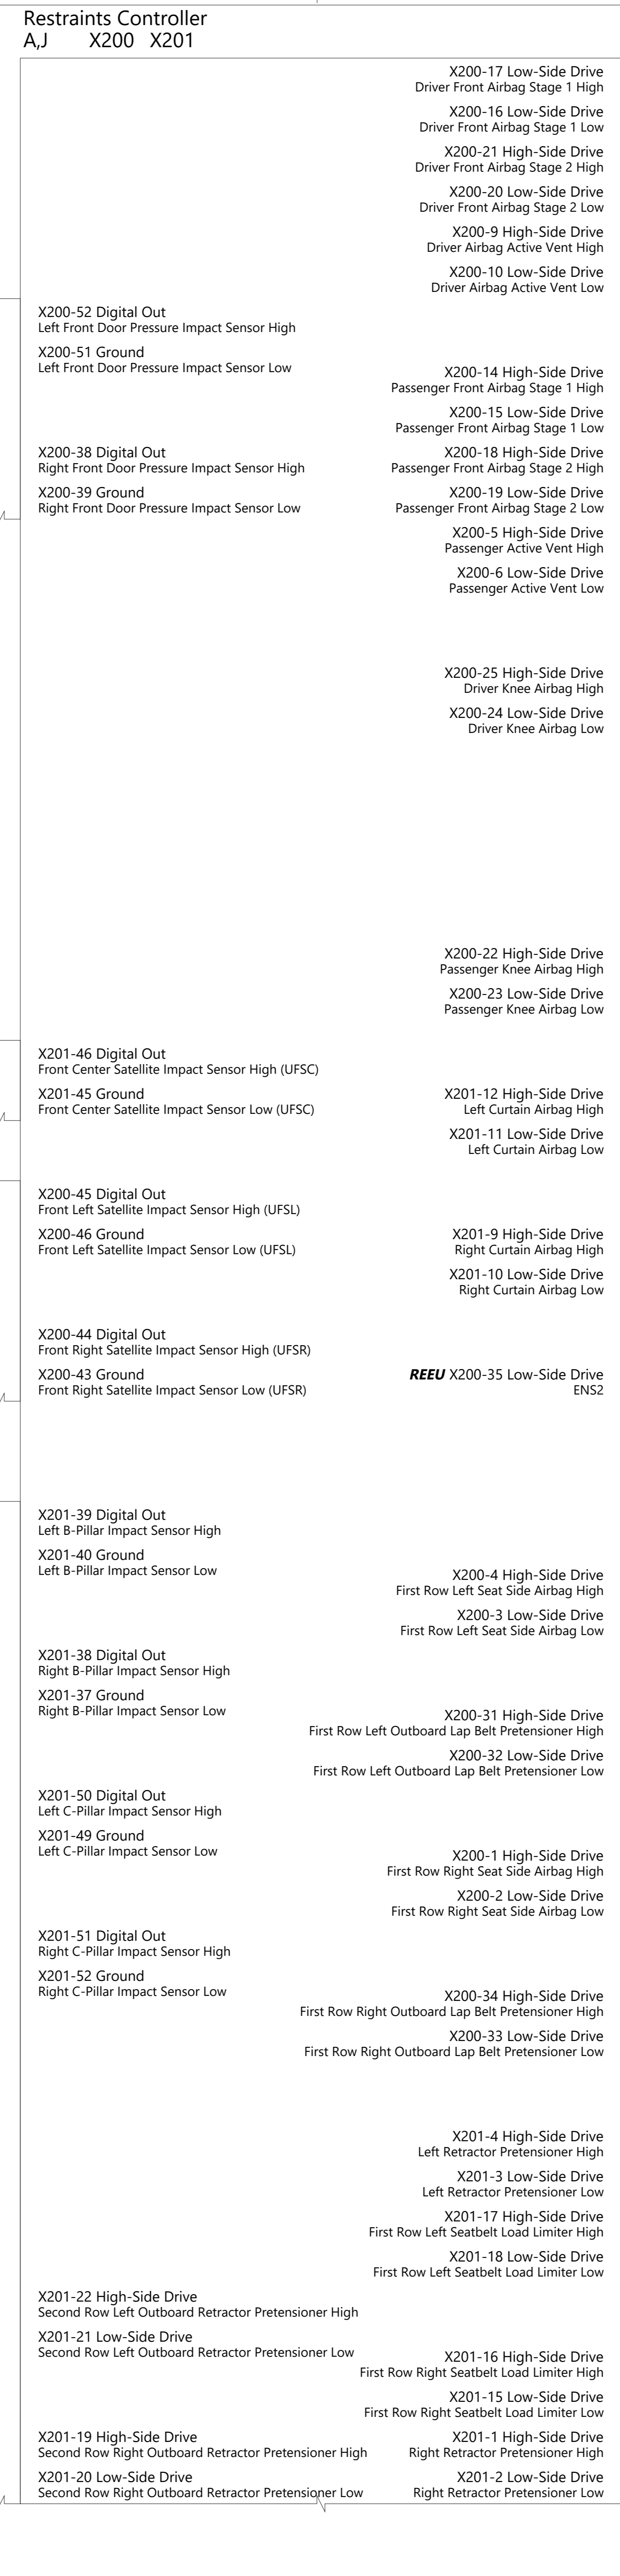 Restraints Controller
A,J X200 X201
X200-17 Low-Side Drive
Driver Front Airbag Stage 1 High
X200-16 Low-Side Drive
Driver Front Airbag Stage 1 Low
X200-21 High-Side Drive
Driver Front Airbag Stage 2 High
X200-20 Low-Side Drive
Driver Front Airbag Stage 2 Low
X200-9 High-Side Drive
Driver Airbag Active Vent High
X200-10 Low-Side Drive
Driver Airbag Active Vent Low
X200-52 Digital Out
Left Front Door Pressure Impact Sensor High
X200-51 Ground
Left Front Door Pressure Impact Sensor Low
X200-14 High-Side Drive
Passenger Front Airbag Stage 1 High
X200-15 Low-Side Drive
Passenger Front Airbag Stage 1 Low
X200-38 Digital Out
Right Front Door Pressure Impact Sensor High
X200-18 High-Side Drive
Passenger Front Airbag Stage 2 High
X200-39 Ground
Right Front Door Pressure Impact Sensor Low
X200-19 Low-Side Drive
Passenger Front Airbag Stage 2 Low
X200-5 High-Side Drive
Passenger Active Vent High
X200-6 Low-Side Drive
Passenger Active Vent Low
X200-25 High-Side Drive
Driver Knee Airbag High
X200-24 Low-Side Drive
Driver Knee Airbag Low
X200-22 High-Side Drive
Passenger Knee Airbag High
X200-23 Low-Side Drive
Passenger Knee Airbag Low
X201-46 Digital Out
Front Center Satellite Impact Sensor High (UFSC)
X201-45 Ground
Front Center Satellite Impact Sensor Low (UFSC)
X201-12 High-Side Drive
Left Curtain Airbag High
X201-11 Low-Side Drive
Left Curtain Airbag Low
X200-45 Digital Out
Front Left Satellite Impact Sensor High (UFSL)
X200-46 Ground
Front Left Satellite Impact Sensor Low (UFSL)
X201-9 High-Side Drive
Right Curtain Airbag High
X201-10 Low-Side Drive
Right Curtain Airbag Low
X200-44 Digital Out
Front Right Satellite Impact Sensor High (UFSR)
X200-43 Ground
Front Right Satellite Impact Sensor Low (UFSR)
REEU X200-35 Low-Side Drive
ENS2
X201-39 Digital Out
Left B-Pillar Impact Sensor High
X201-40 Ground
Left B-Pillar Impact Sensor Low
X200-4 High-Side Drive
First Row Left Seat Side Airbag High
X200-3 Low-Side Drive
First Row Left Seat Side Airbag Low
X201-38 Digital Out
Right B-Pillar Impact Sensor High
X201-37 Ground
Right B-Pillar Impact Sensor Low
X200-31 High-Side Drive
First Row Left Outboard Lap Belt Pretensioner High
X200-32 Low-Side Drive
First Row Left Outboard Lap Belt Pretensioner Low
X201-50 Digital Out
Left C-Pillar Impact Sensor High
X201-49 Ground
Left C-Pillar Impact Sensor Low
X200-1 High-Side Drive
First Row Right Seat Side Airbag High
X200-2 Low-Side Drive
First Row Right Seat Side Airbag Low
X201-51 Digital Out
Right C-Pillar Impact Sensor High
X201-52 Ground
Right C-Pillar Impact Sensor Low
X200-34 High-Side Drive
First Row Right Outboard Lap Belt Pretensioner High
X200-33 Low-Side Drive
First Row Right Outboard Lap Belt Pretensioner Low
X201-4 High-Side Drive
Left Retractor Pretensioner High
X201-3 Low-Side Drive
Left Retractor Pretensioner Low
X201-17 High-Side Drive
First Row Left Seatbelt Load Limiter High
X201-18 Low-Side Drive
First Row Left Seatbelt Load Limiter Low
X201-22 High-Side Drive
Second Row Left Outboard Retractor Pretensioner High
X201-21 Low-Side Drive
Second Row Left Outboard Retractor Pretensioner Low
X201-16 High-Side Drive
First Row Right Seatbelt Load Limiter High
X201-15 Low-Side Drive
First Row Right Seatbelt Load Limiter Low
X201-19 High-Side Drive
Second Row Right Outboard Retractor Pretensioner High
X201-1 High-Side Drive
Right Retractor Pretensioner High
X201-20 Low-Side Drive
Second Row Right Outboard Retractor Pretensioner Low
X201-2 Low-Side Drive
Right Retractor Pretensioner Low